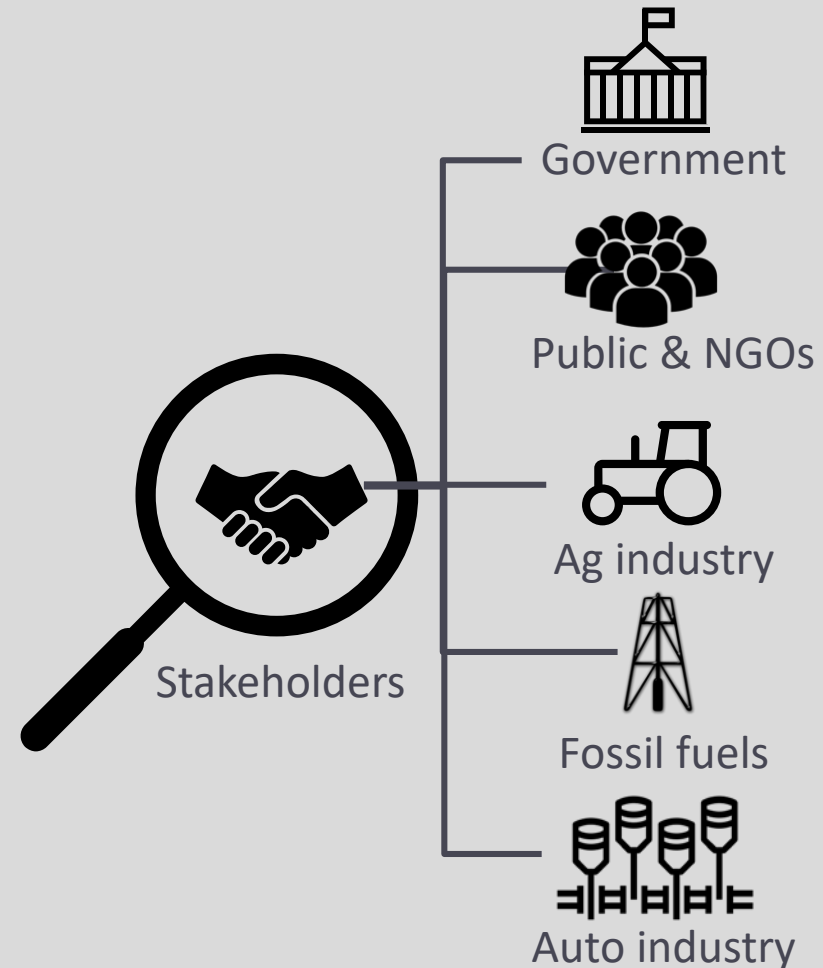 Government
Public & NGOs
Ag industry
Stakeholders
Fossil fuels
Auto industry